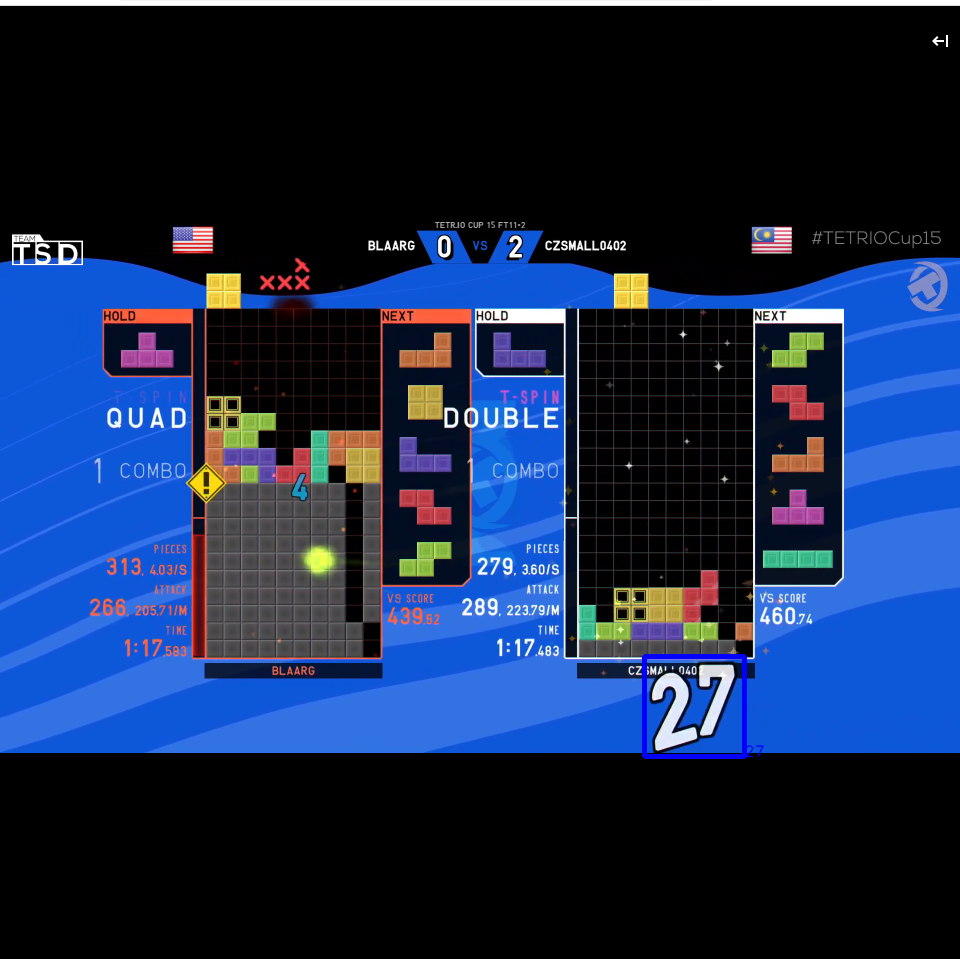 TEAM
TSD
TETR.IO CUP 15 FT11-2
BLAARG 0 VS 2 CZSMALL0402
#TETRIOCup15
HOLD
NEXT
HOLD
NEXT
T-SPIN
QUAD
1 COMBO
4
PIECES
313, 4.03/S
ATTACK
266, 205.71/M
TIME
1:17.583
VS SCORE
439.62
BLAARG
T-SPIN
DOUBLE
1 COMBO
PIECES
279, 3.60/S
ATTACK
289, 223.79/M
TIME
1:17.483
VS SCORE
460.74
CZSMALL0402
27
27